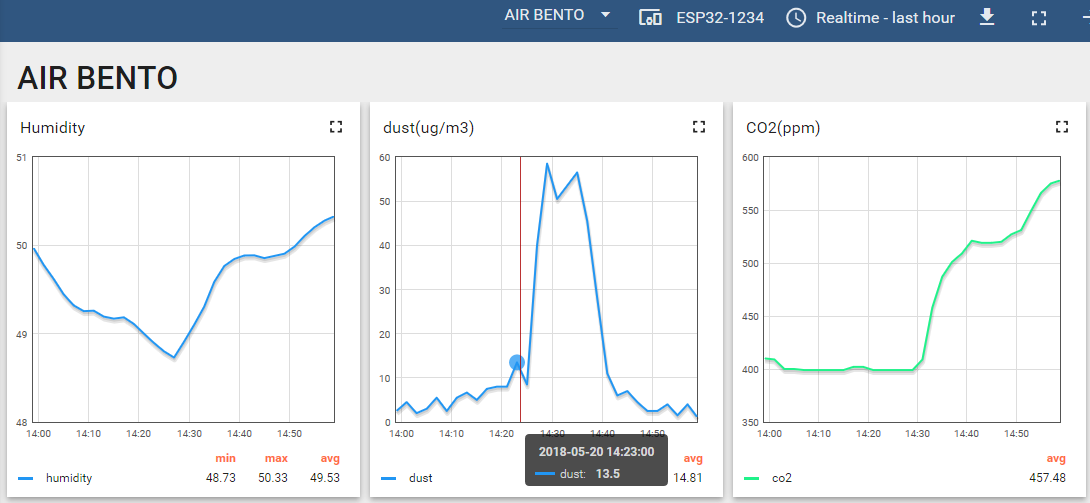 AIR BENTO ESP32-1234 Realtime - last hour
AIR BENTO
Humidity
51
50
49
48
14:00 14:10 14:20 14:30 14:40 14:50
min max avg
humidity 48.73 50.33 49.53
dust(ug/m3)
60
50
40
30
20
10
0
14:00 14:10 14:20 14:30 14:40 14:50
2018-05-20 14:23:00
dust: 13.5
avg
dust 14.81
CO2(ppm)
600
550
500
450
400
350
14:00 14:10 14:20 14:30 14:40 14:50
avg
co2 457.48